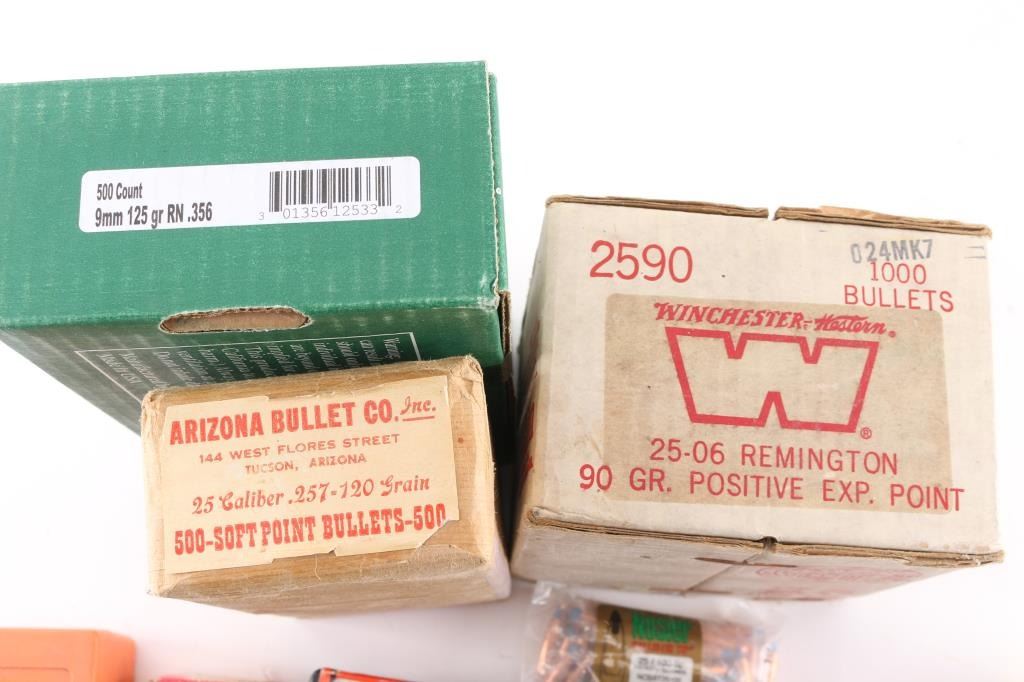 500 Count
9mm 125 gr RN .356
3 01356 12533 2
ARIZONA BULLET CO. Inc.
144 WEST FLORES STREET
TUCSON, ARIZONA
25 Caliber .257-120 Grain
500-SOFT POINT BULLETS-500
2590
024MK7
1000
BULLETS
WINCHESTER-Western®
W®
25-06 REMINGTON
90 GR. POSITIVE EXP. POINT
NOSLER